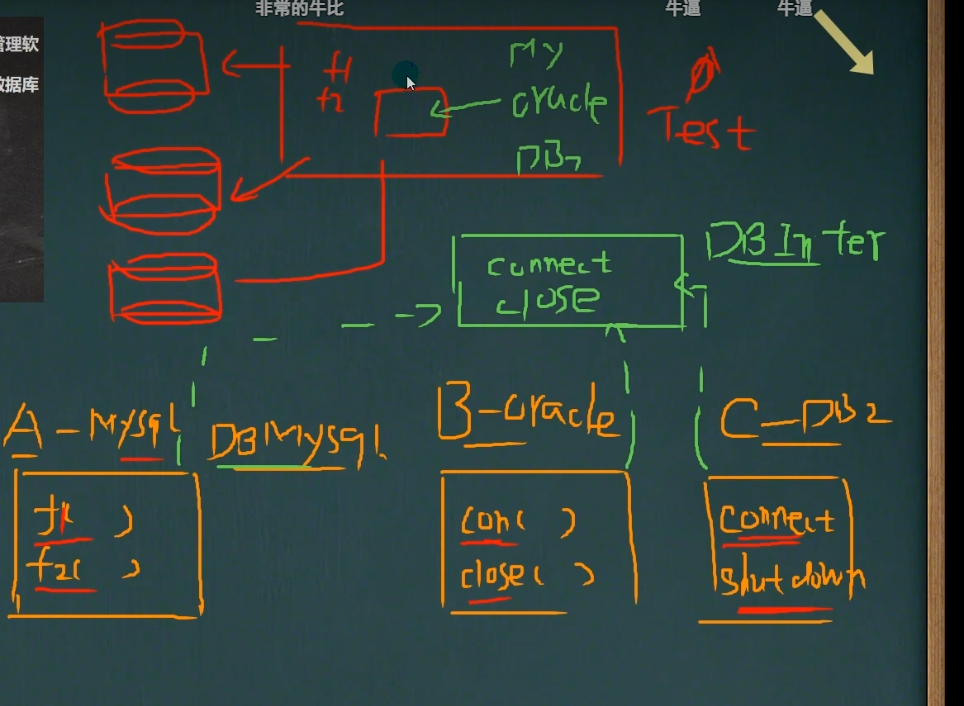 非常的牛比
牛逼
牛逼
管理软
数据库
f1
f2
My
oracle
DB2
Test
connect
close
DBInter
A-Mysql
DBMysql
B-oracle
C-DB2
f1( )
f2( )
con( )
close( )
connect
shutdown